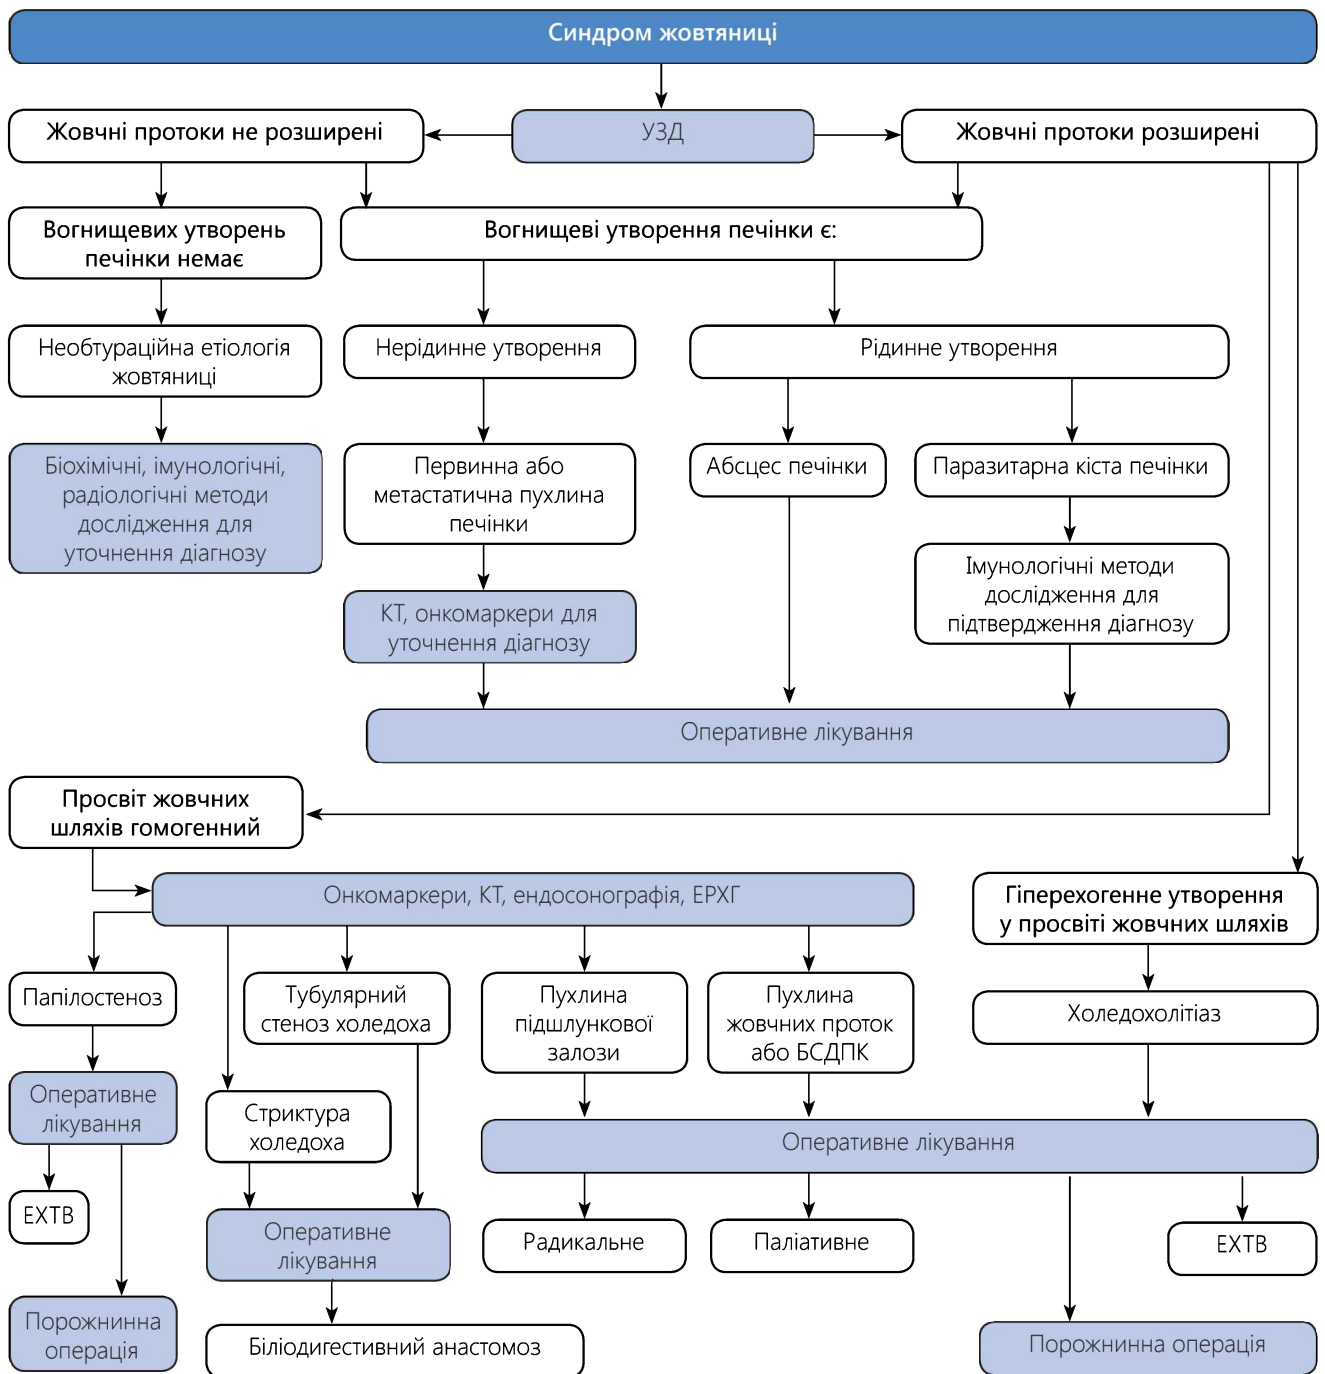 Синдром жовтяниці
Жовчні протоки не розширені
УЗД
Жовчні протоки розширені
Вогнищевих утворень
печінки немає
Вогнищеві утворення печінки є:
Необтураційна етіологія
жовтяниці
Нерідинне утворення
Рідинне утворення
Біохімічні, імунологічні,
радіологічні методи
дослідження для
уточнення діагнозу
Первинна або
метастатична пухлина
печінки
Абсцес печінки
Паразитарна кіста печінки
КТ, онкомаркери для
уточнення діагнозу
Імунологічні методи
дослідження для
підтвердження діагнозу
Оперативне лікування
Просвіт жовчних
шляхів гомогенний
Онкомаркери, КТ, ендосонографія, ЕРХГ
Гіперехогенне утворення
у просвіті жовчних шляхів
Папілостеноз
Тубулярний
стеноз холедоха
Пухлина
підшлункової
залози
Пухлина
жовчних проток
або БСДПК
Холедохолітіаз
Оперативне
лікування
Стриктура
холедоха
Оперативне лікування
ЕХТВ
Оперативне
лікування
Радикальне
Паліативне
ЕХТВ
Порожнинна
операція
Біліодигестивний анастомоз
Порожнинна операція